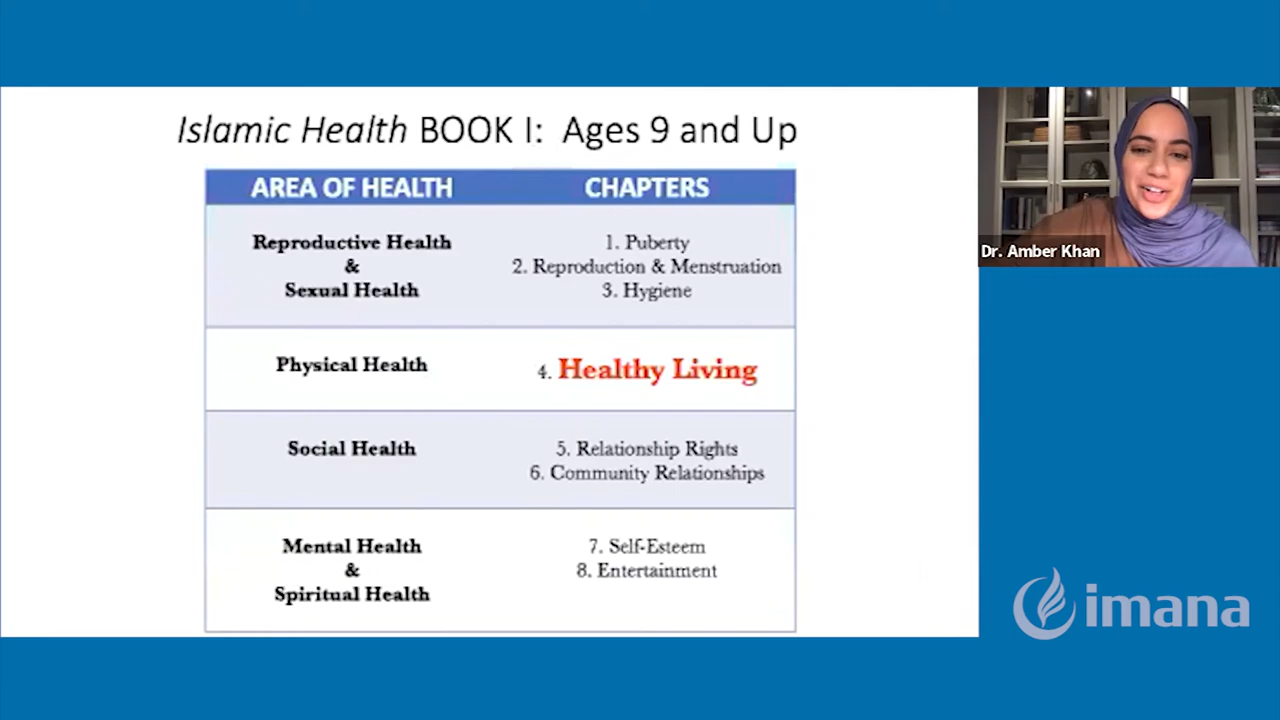 Islamic Health BOOK I: Ages 9 and Up
AREA OF HEALTH CHAPTERS
Reproductive Health
&
Sexual Health
1. Puberty
2. Reproduction & Menstruation
3. Hygiene
Physical Health
4. Healthy Living
Social Health
5. Relationship Rights
6. Community Relationships
Mental Health
&
Spiritual Health
7. Self-Esteem
8. Entertainment
Dr. Amber Khan
imana